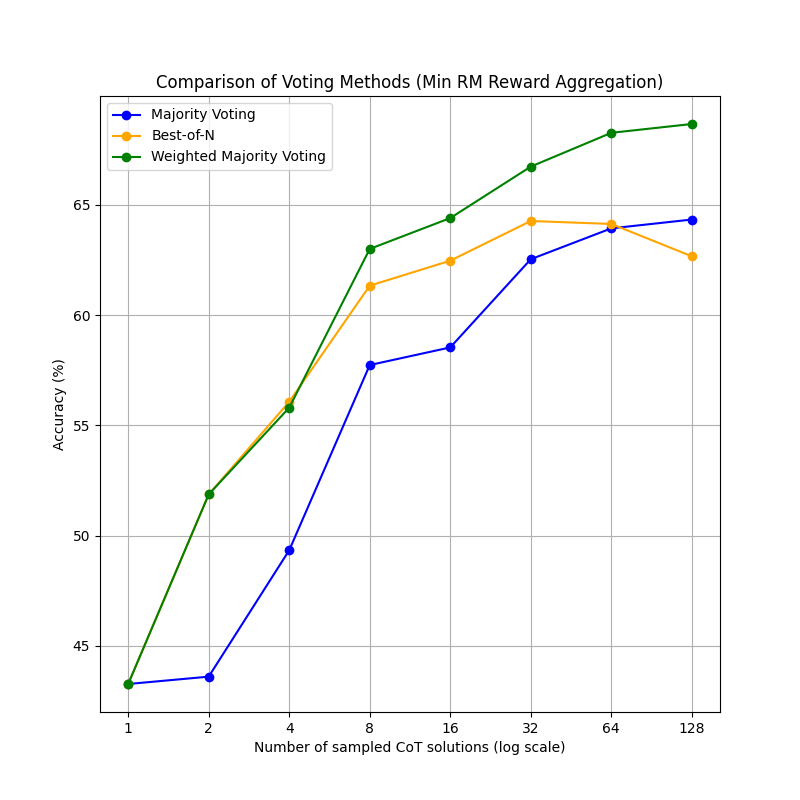 Comparison of Voting Methods (Min RM Reward Aggregation)
Majority Voting
Best-of-N
Weighted Majority Voting
Accuracy (%)
65
60
55
50
45
1 2 4 8 16 32 64 128
Number of sampled CoT solutions (log scale)